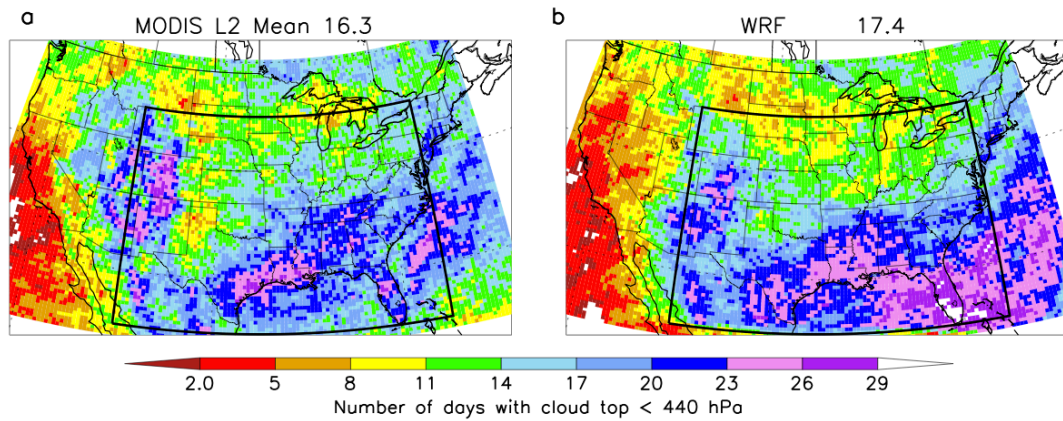 a
MODIS L2 Mean 16.3
b
WRF 17.4
2.0 5 8 11 14 17 20 23 26 29
Number of days with cloud top < 440 hPa